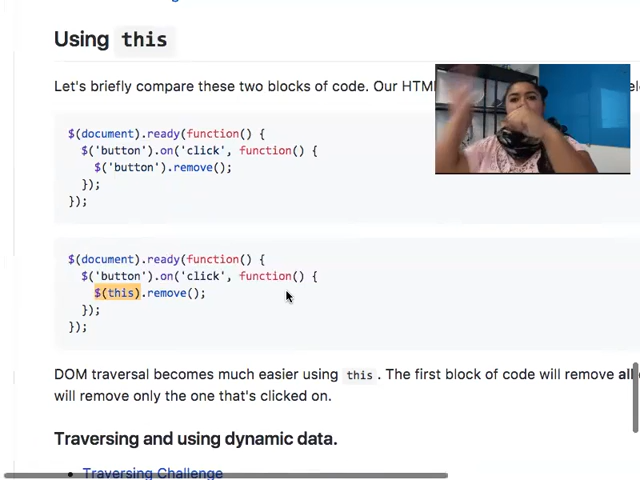 Using this
Let's briefly compare these two blocks of code. Our HTM
$(document).ready(function() {
$('button').on('click', function() {
$('button').remove();
});
});
$(document).ready(function() {
$('button').on('click', function() {
$(this).remove();
});
});
DOM traversal becomes much easier using this. The first block of code will remove all
will remove only the one that's clicked on.
Traversing and using dynamic data.
Traversing Challenge